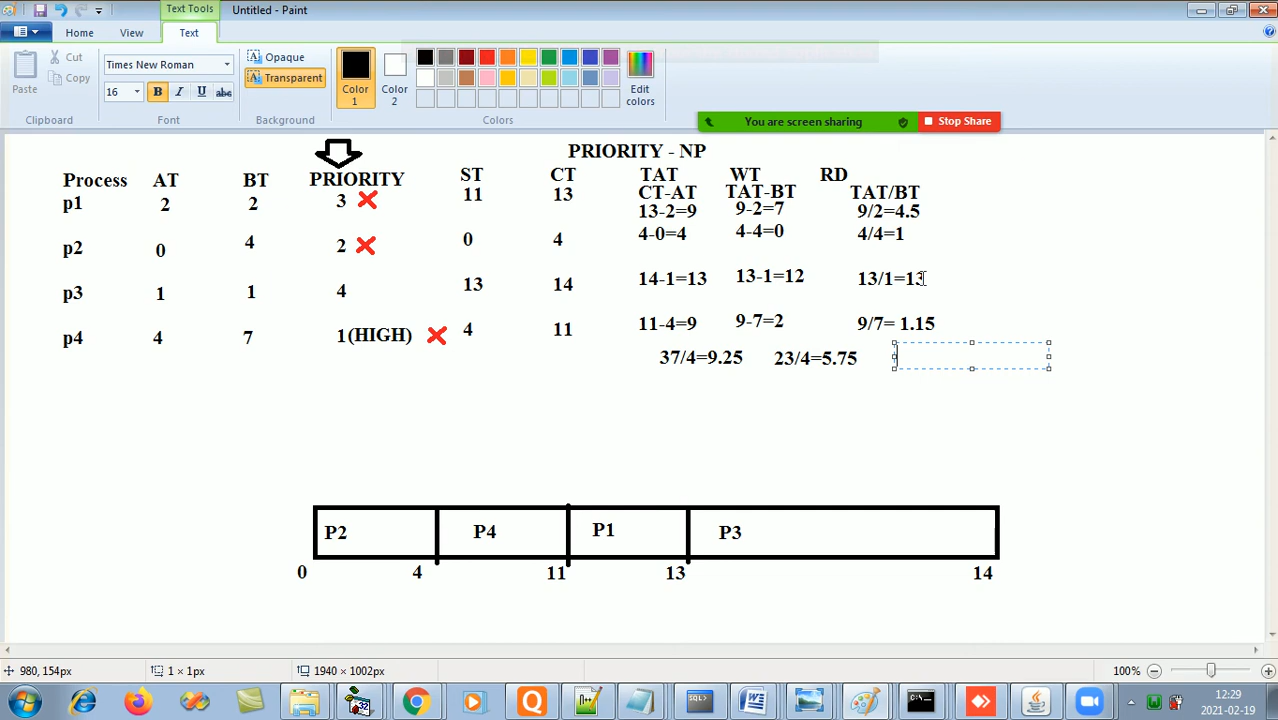 Text Tools
Untitled - Paint
Home View Text
Cut
Copy
Paste
Clipboard
Times New Roman
16 B I U abc
Font
Opaque
Transparent
Background
Color 1
Color 2
Edit colors
Colors
You are screen sharing Stop Share
PRIORITY - NP
Process AT BT PRIORITY ST CT TAT WT RD
CT-AT TAT-BT TAT/BT
p1 2 2 3 11 13 13-2=9 9-2=7 9/2=4.5
p2 0 4 2 0 4 4-0=4 4-4=0 4/4=1
p3 1 1 4 13 14 14-1=13 13-1=12 13/1=13
p4 4 7 1(HIGH) 4 11 11-4=9 9-7=2 9/7= 1.15
37/4=9.25 23/4=5.75
P2 P4 P1 P3
0 4 11 13 14
980, 154px 1 × 1px 1940 × 1002px 100%
32 Q SQL> W
12:29
2021-02-19